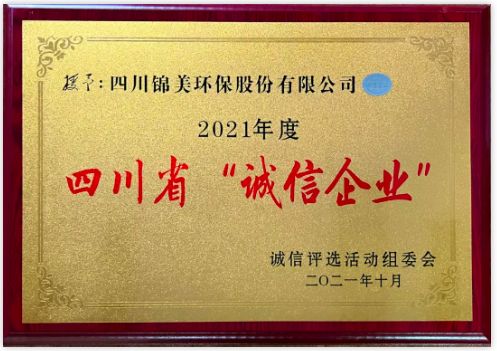 授予:四川锦美环保股份有限公司
2021年度
四川省“诚信企业”
诚信评选活动组委会
二〇二一年十月